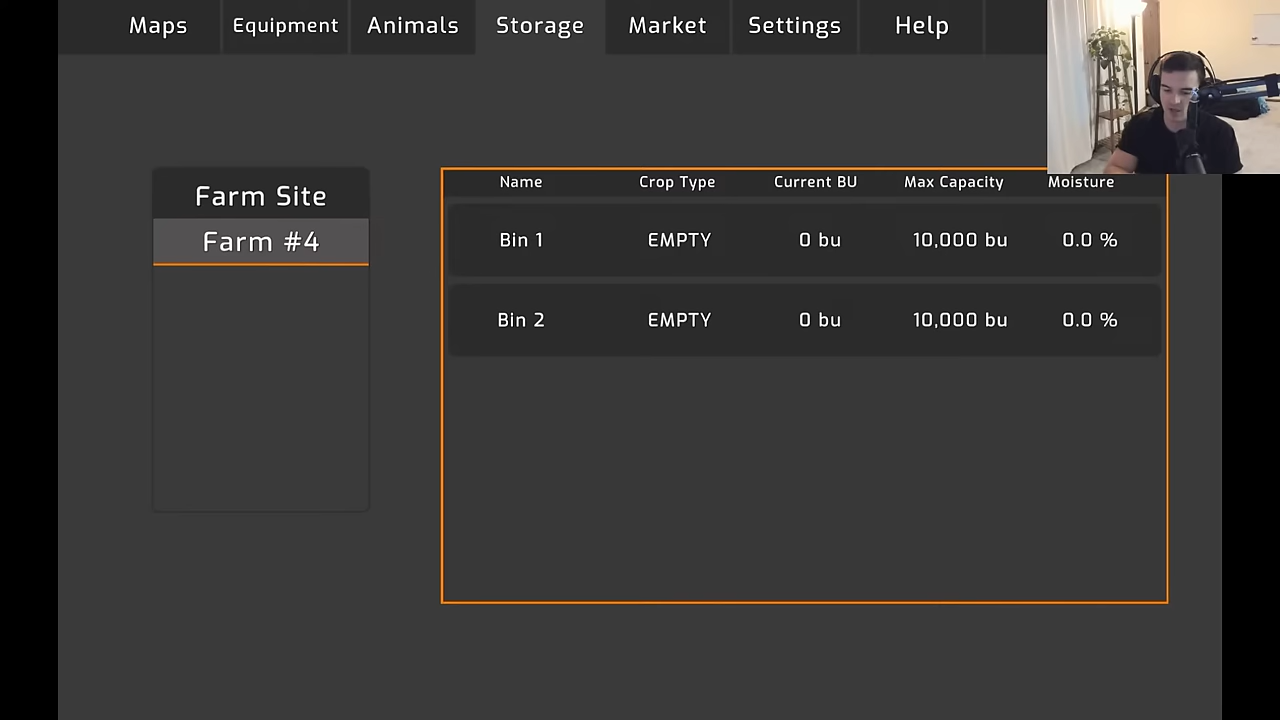 Maps Equipment Animals Storage Market Settings Help
Farm Site
Farm #4
Name Crop Type Current BU Max Capacity Moisture
Bin 1 EMPTY 0 bu 10,000 bu 0.0 %
Bin 2 EMPTY 0 bu 10,000 bu 0.0 %